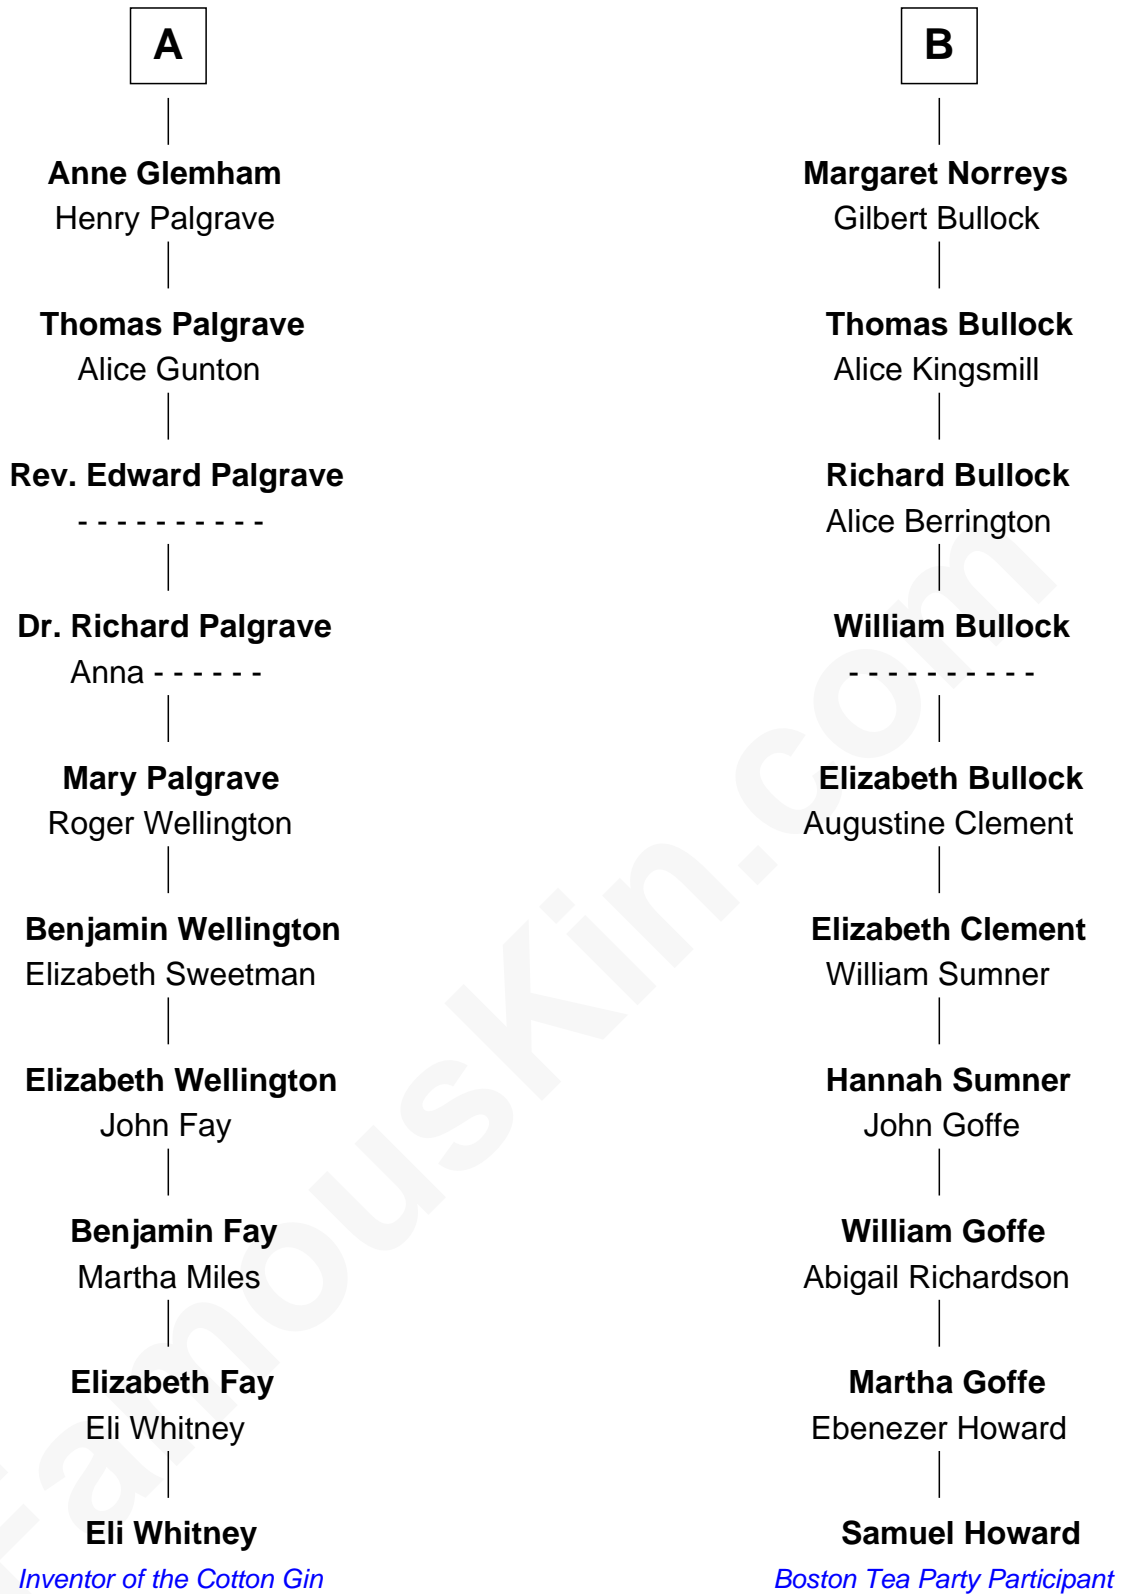 A
Anne Glemham
Henry Palgrave
Thomas Palgrave
Alice Gunton
Rev. Edward Palgrave
- - - - - - - - - -
Dr. Richard Palgrave
Anna - - - - - -
Mary Palgrave
Roger Wellington
Benjamin Wellington
Elizabeth Sweetman
Elizabeth Wellington
John Fay
Benjamin Fay
Martha Miles
Elizabeth Fay
Eli Whitney
Eli Whitney
Inventor of the Cotton Gin
B
Margaret Norreys
Gilbert Bullock
Thomas Bullock
Alice Kingsmill
Richard Bullock
Alice Berrington
William Bullock
- - - - - - - - - -
Elizabeth Bullock
Augustine Clement
Elizabeth Clement
William Sumner
Hannah Sumner
John Goffe
William Goffe
Abigail Richardson
Martha Goffe
Ebenezer Howard
Samuel Howard
Boston Tea Party Participant
FamousKin.com